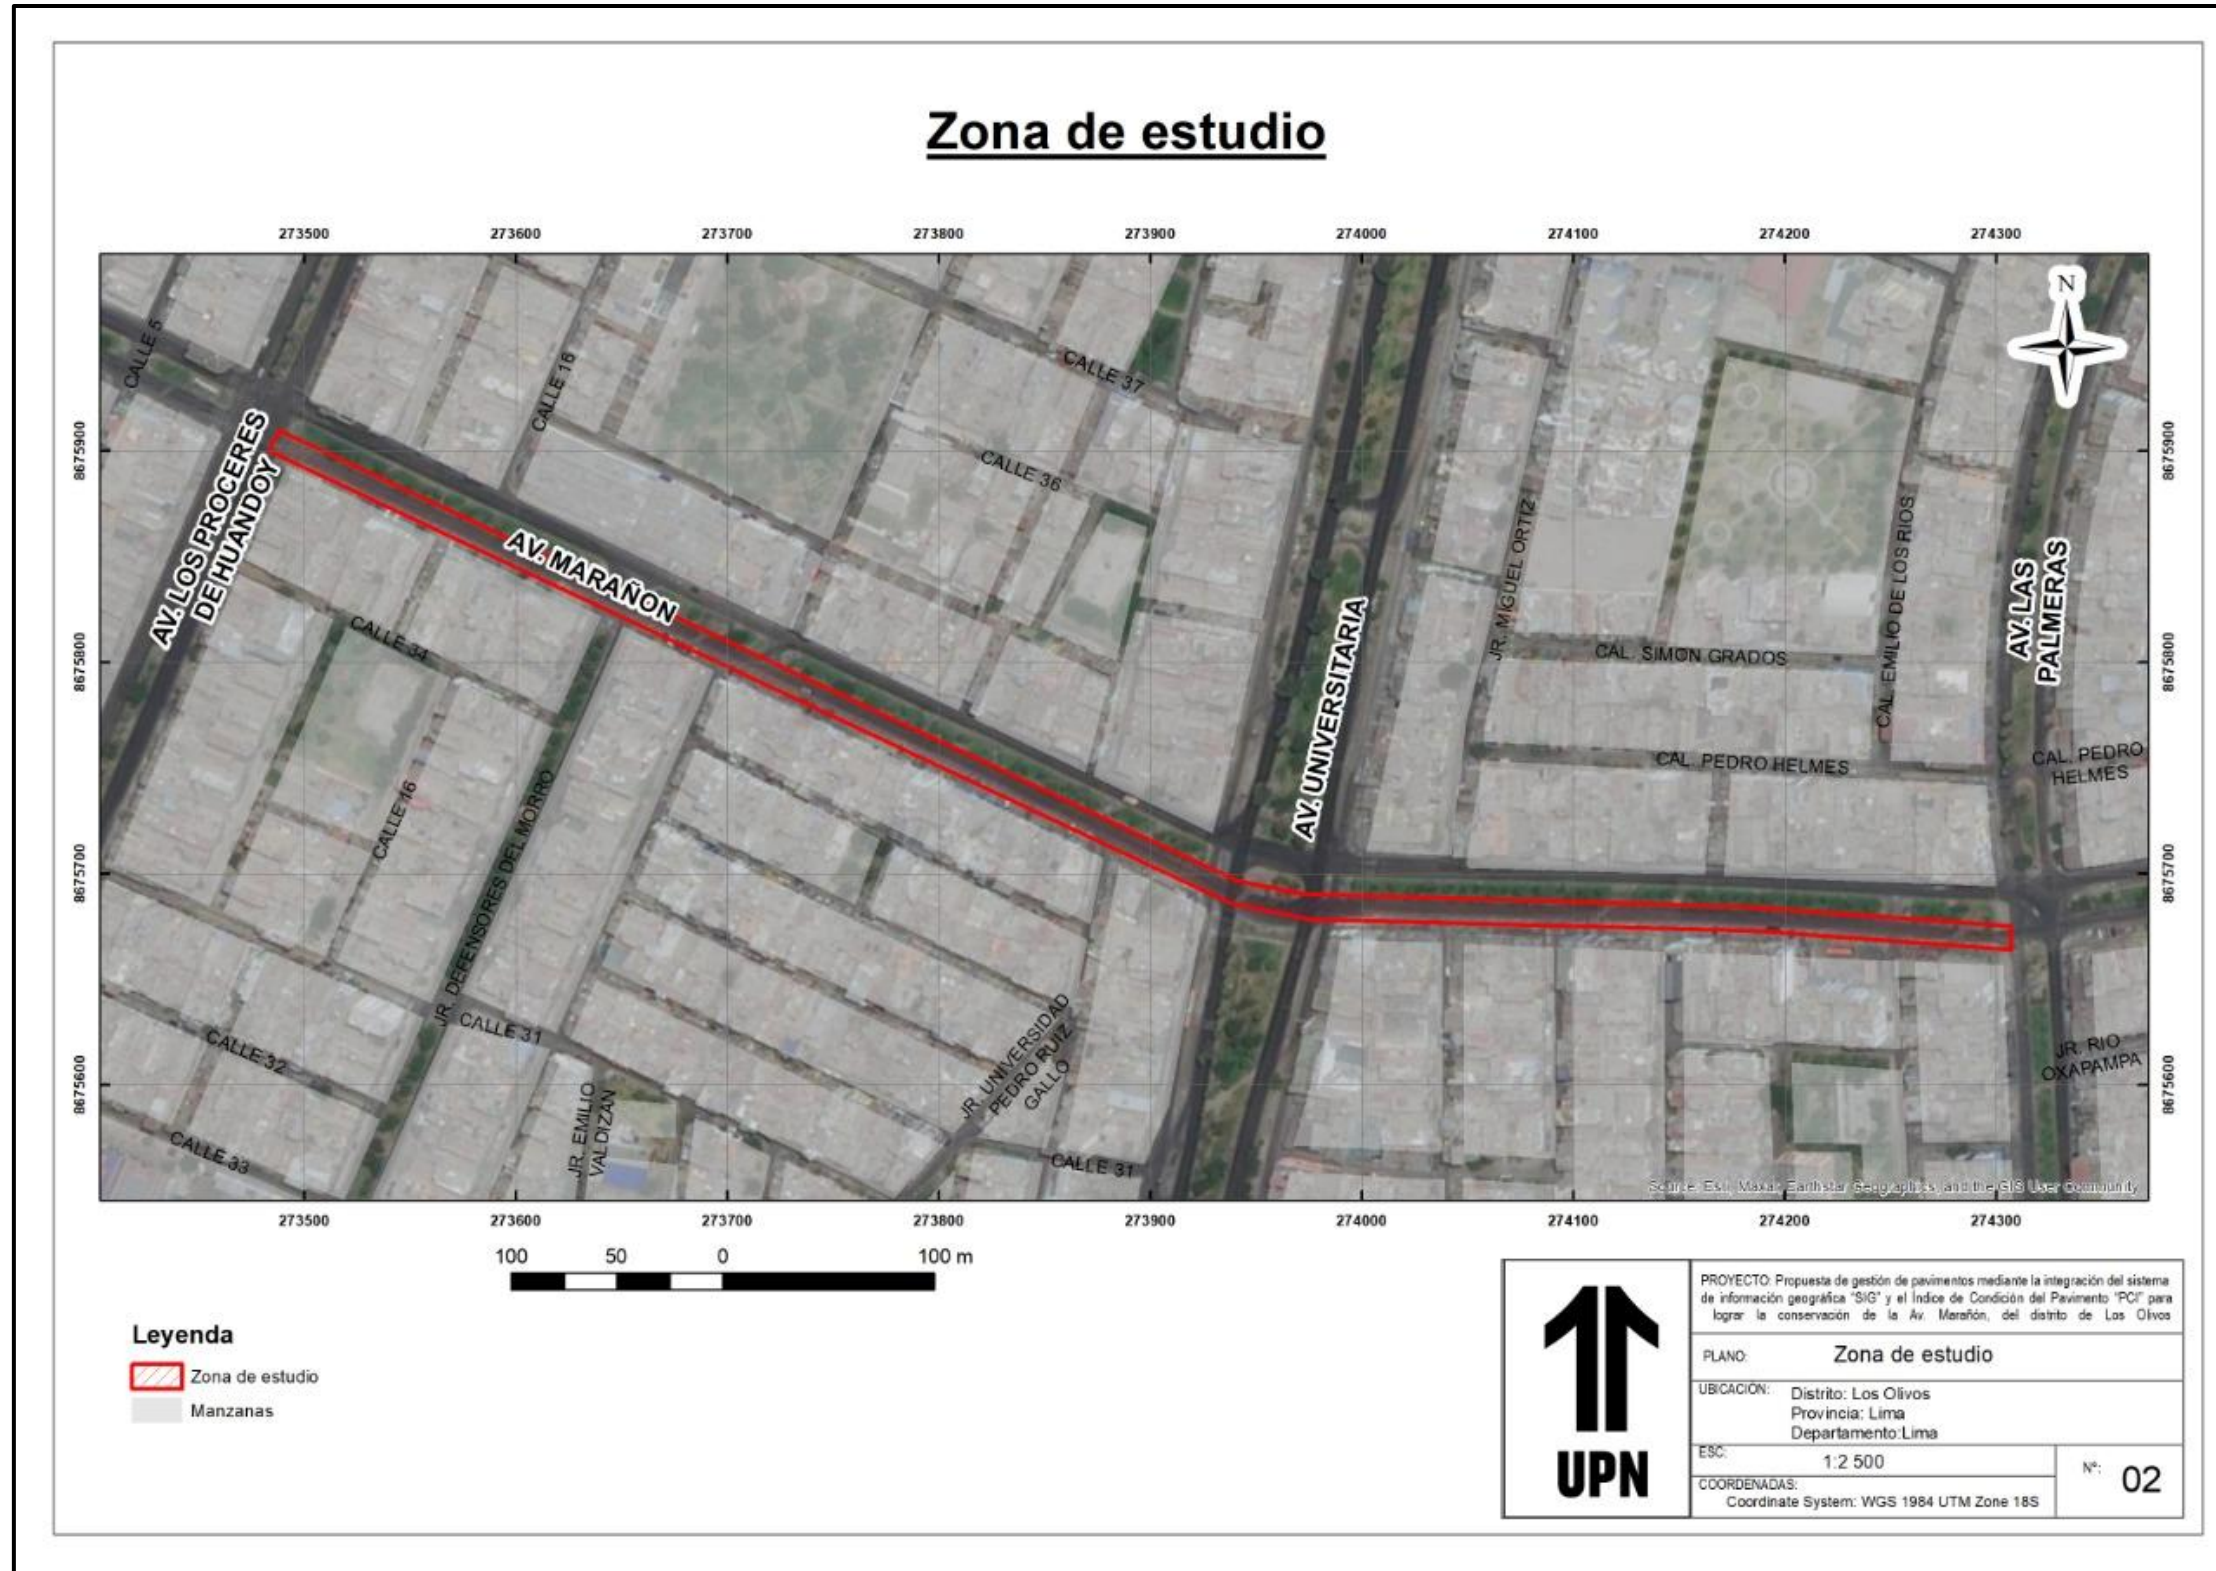 Zona de estudio
273500 273600 273700 273800 273900 274000 274100 274200 274300
N
CALLE 5
CALLE 16
CALLE 37
8675900
8675900
AV. LOS PROCERES
DE HUANDOY
CALLE 36
AV. MARAÑON
JR. MIGUEL ORTIZ
CAL. EMILIO DE LOS RIOS
AV. LAS
PALMERAS
CALLE 34
AV. UNIVERSITARIA
CAL. SIMON GRADOS
8675800
8675800
CAL. PEDRO HELMES
CAL. PEDRO
HELMES
CALLE 16
JR. DEFENSORES DEL MORRO
8675700
8675700
CALLE 31
CALLE 32
JR. UNIVERSIDAD
PEDRO RUIZ
GALLO
JR. RIO
OXAPAMPA
8675600
8675600
JR. EMILIO
VALDIZAN
CALLE 33
CALLE 31
Source: Esri, Maxar, Earthstar Geographics, and the GIS User Community
273500 273600 273700 273800 273900 274000 274100 274200 274300
100 50 0 100 m
Leyenda
Zona de estudio
Manzanas
UPN
PROYECTO: Propuesta de gestión de pavimentos mediante la integración del sistema
de información geográfica "SIG" y el Índice de Condición del Pavimento "PCI" para
lograr la conservación de la Av. Marañón, del distrito de Los Olivos
PLANO: Zona de estudio
UBICACIÓN: Distrito: Los Olivos
Provincia: Lima
Departamento:Lima
ESC: 1:2 500
COORDENADAS:
Coordinate System: WGS 1984 UTM Zone 18S
Nº: 02